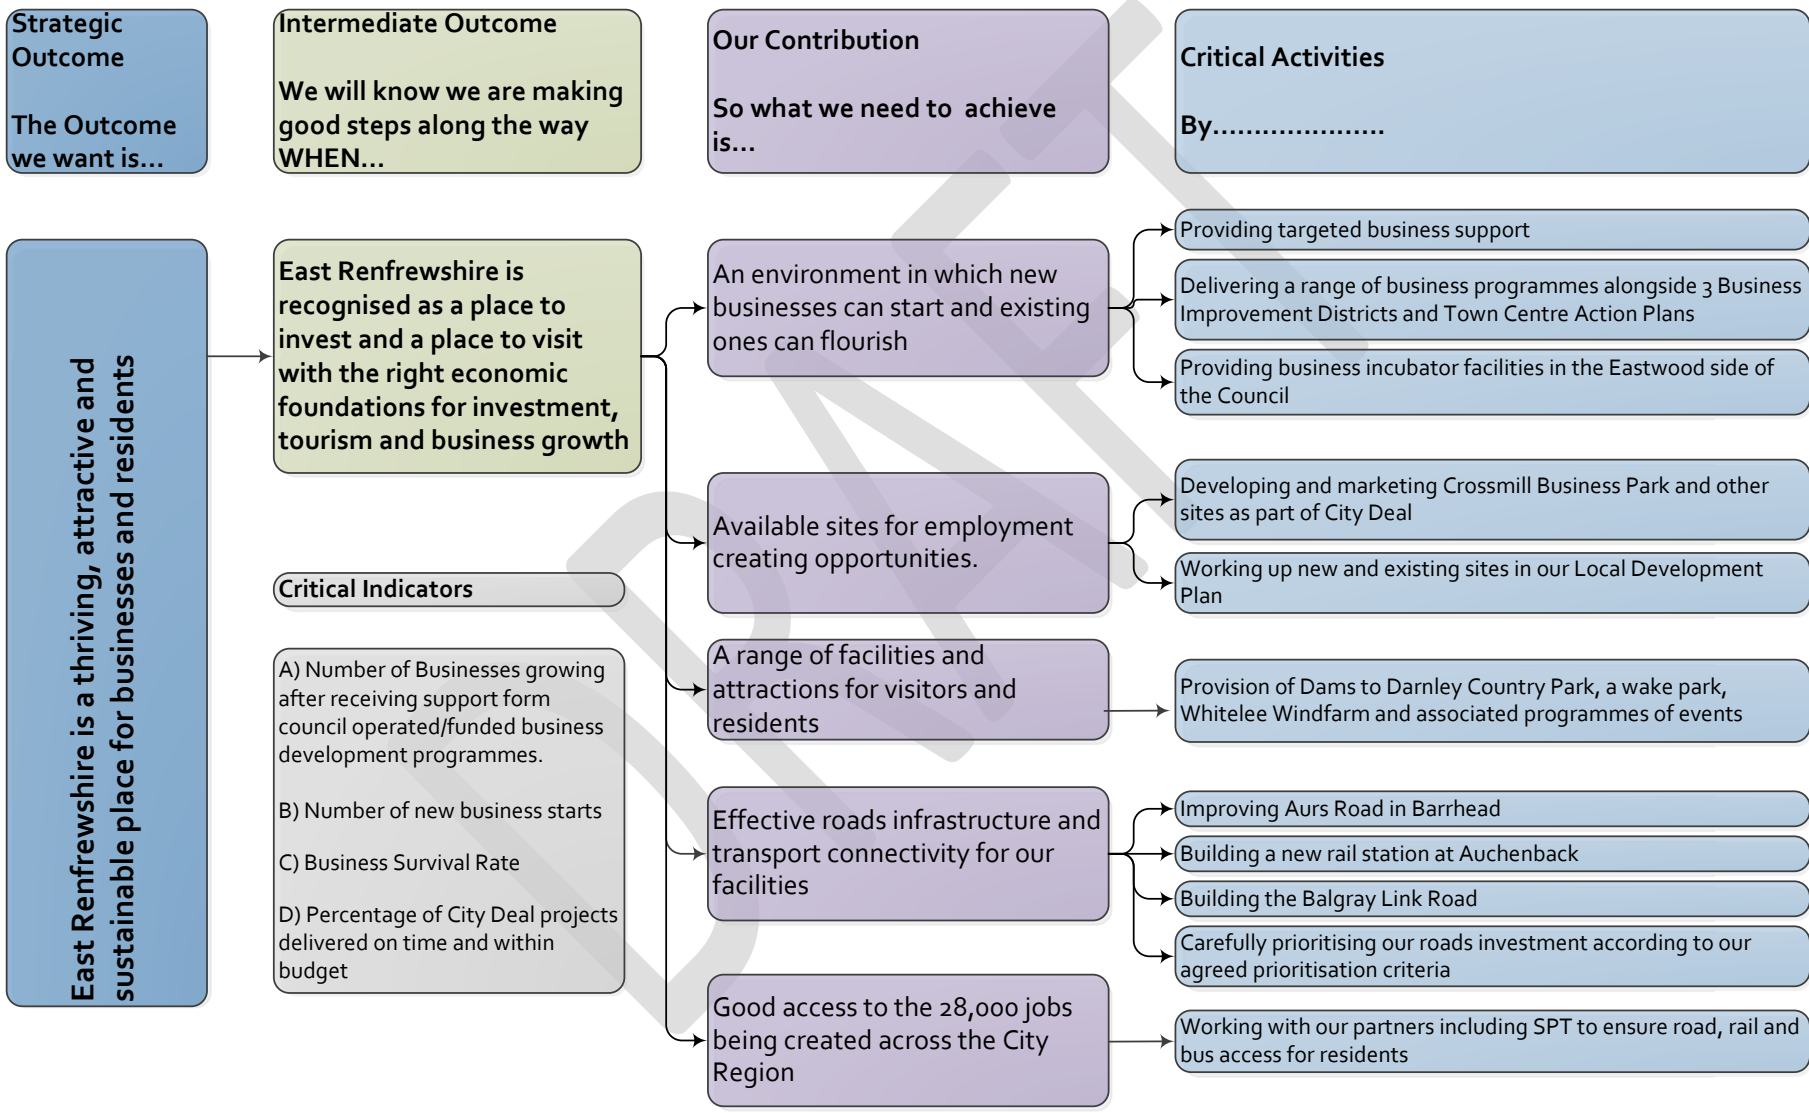 Strategic
Outcome
The Outcome
we want is...
Intermediate Outcome
We will know we are making
good steps along the way
WHEN...
Our Contribution
So what we need to  achieve
is...
Critical Activities
By.....................
East Renfrewshire is a thriving, attractive and
sustainable place for businesses and residents
East Renfrewshire is
recognised as a place to
invest and a place to visit
with the right economic
foundations for investment,
tourism and business growth
Critical Indicators
A) Number of Businesses growing
after receiving support form
council operated/funded business
development programmes.
B) Number of new business starts
C) Business Survival Rate
D) Percentage of City Deal projects
delivered on time and within
budget
An environment in which new
businesses can start and existing
ones can flourish
Providing targeted business support
Delivering a range of business programmes alongside 3 Business
Improvement Districts and Town Centre Action Plans
Providing business incubator facilities in the Eastwood side of
the Council
Available sites for employment
creating opportunities.
Developing and marketing Crossmill Business Park and other
sites as part of City Deal
Working up new and existing sites in our Local Development
Plan
A range of facilities and
attractions for visitors and
residents
Provision of Dams to Darnley Country Park, a wake park,
Whitelee Windfarm and associated programmes of events
Effective roads infrastructure and
transport connectivity for our
facilities
Improving Aurs Road in Barrhead
Building a new rail station at Auchenback
Building the Balgray Link Road
Carefully prioritising our roads investment according to our
agreed prioritisation criteria
Good access to the 28,000 jobs
being created across the City
Region
Working with our partners including SPT to ensure road, rail and
bus access for residents
DRAFT